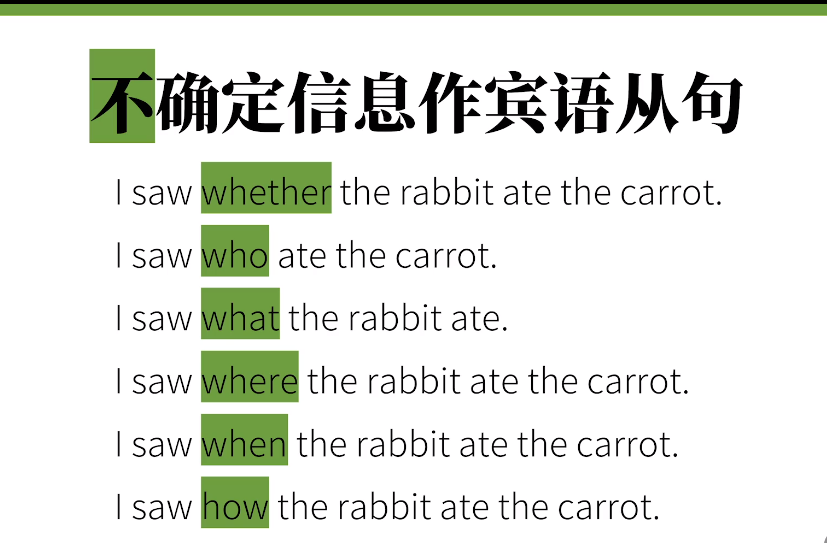 不确定信息作宾语从句
I saw whether the rabbit ate the carrot.
I saw who ate the carrot.
I saw what the rabbit ate.
I saw where the rabbit ate the carrot.
I saw when the rabbit ate the carrot.
I saw how the rabbit ate the carrot.